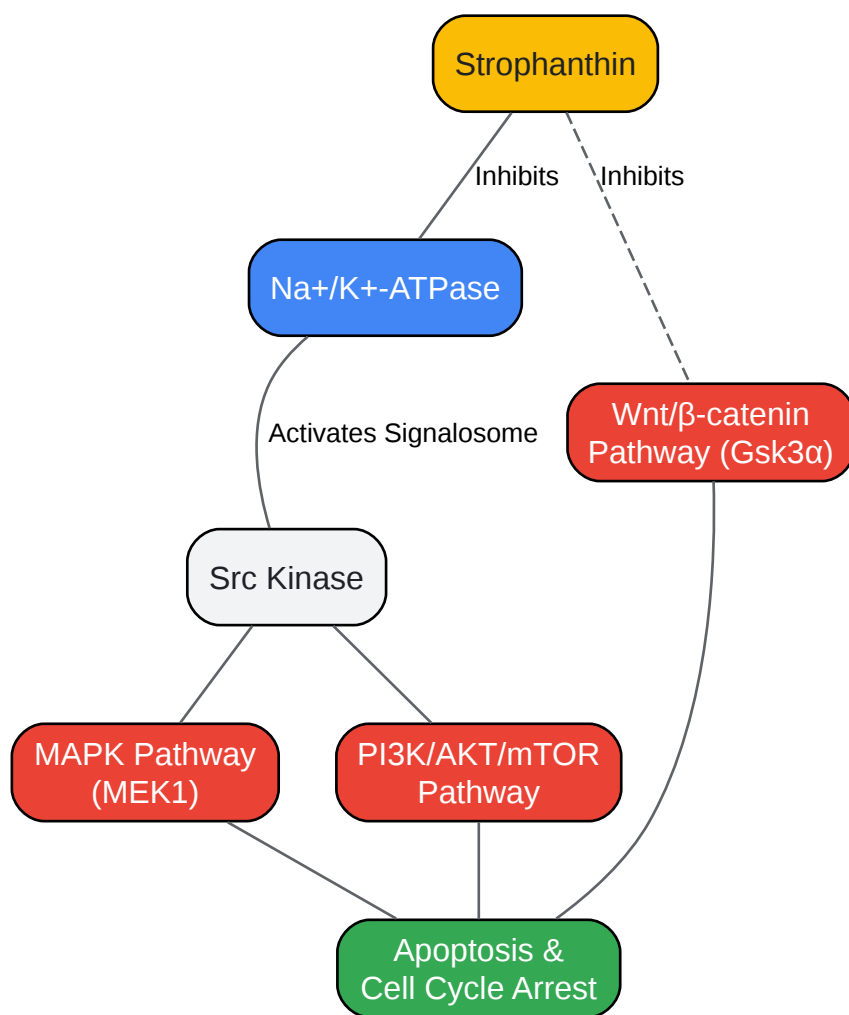 Strophanthin
Inhibits
Inhibits
Na+/K+-ATPase
Wnt/β-catenin
Pathway (Gsk3α)
Activates Signalosome
Src Kinase
MAPK Pathway
(MEK1)
PI3K/AKT/mTOR
Pathway
Apoptosis &
Cell Cycle Arrest